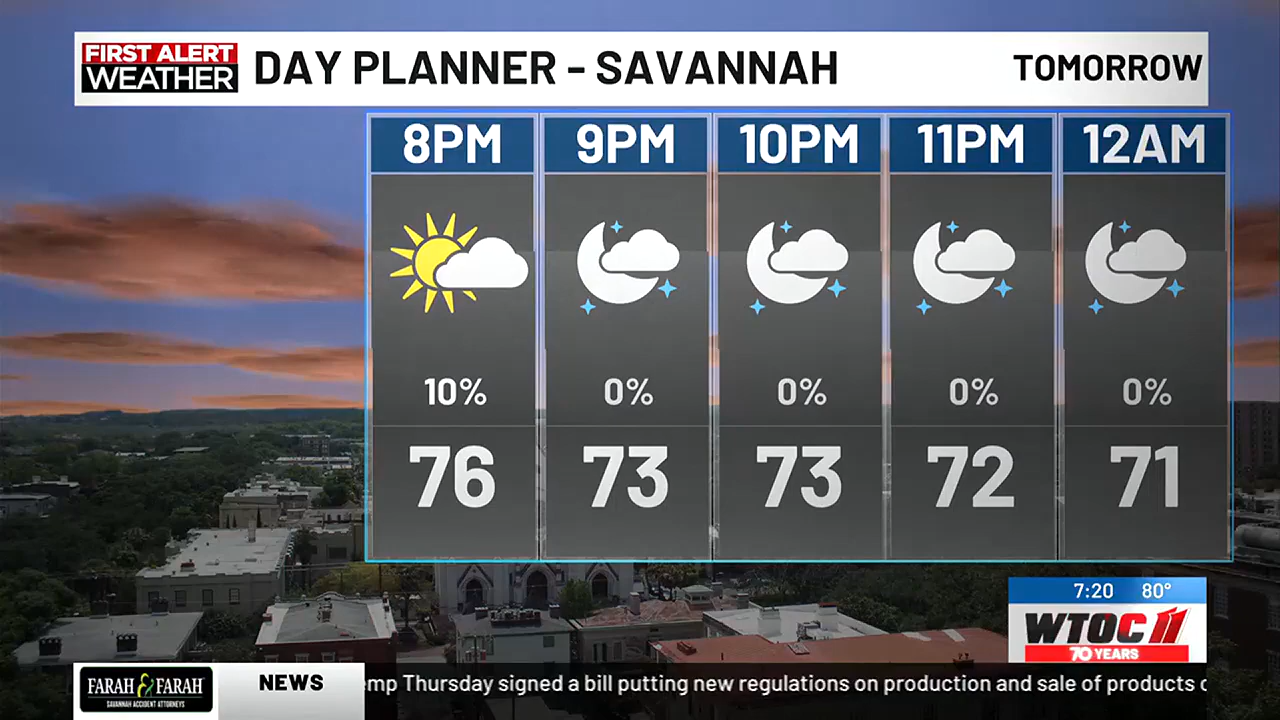 FIRST ALERT
WEATHER
DAY PLANNER - SAVANNAH
TOMORROW
8PM 9PM 10PM 11PM 12AM
10% 0% 0% 0% 0%
76 73 73 72 71
7:20 80°
WTOC 11
70 YEARS
FARAH & FARAH
SAVANNAH ACCIDENT ATTORNEYS
NEWS
emp Thursday signed a bill putting new regulations on production and sale of products